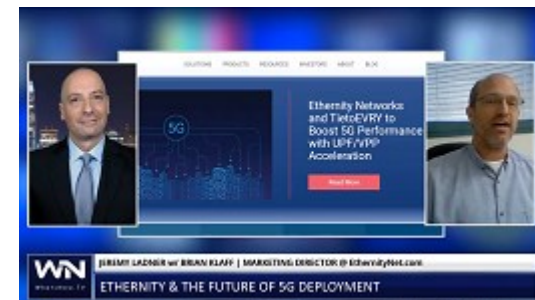 SOLUTIONS PRODUCTS RESOURCES INVESTORS ABOUT BLOG
5G
Ethernity Networks
and TietoEVRY to
Boost 5G Performance
with UPF/VPP
Acceleration
Read More
WN
JEREMY LADNER w/ BRIAN KLAFF | MARKETING DIRECTOR @ EthernityNet.com
ETHERNITY & THE FUTURE OF 5G DEPLOYMENT